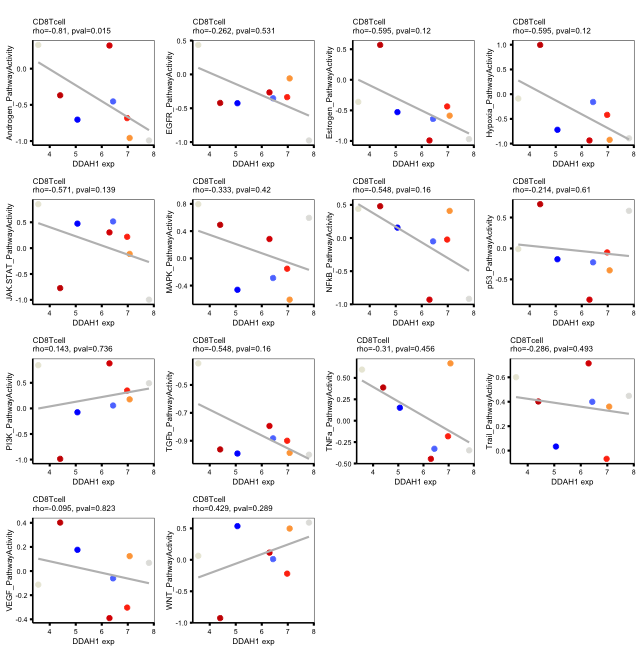 CD8Tcell
rho=-0.81, pval=0.015
0.0
-0.5
-1.0
Androgen_PathwayActivity
4 5 6 7 8
DDAH1 exp
CD8Tcell
rho=-0.262, pval=0.531
0.5
0.0
-0.5
-1.0
EGFR_PathwayActivity
4 5 6 7 8
DDAH1 exp
CD8Tcell
rho=-0.595, pval=0.12
0.5
0.0
-0.5
-1.0
Estrogen_PathwayActivity
4 5 6 7 8
DDAH1 exp
CD8Tcell
rho=-0.595, pval=0.12
1.0
0.5
0.0
-0.5
-1.0
Hypoxia_PathwayActivity
4 5 6 7 8
DDAH1 exp
CD8Tcell
rho=-0.571, pval=0.139
0.5
0.0
-0.5
-1.0
JAK.STAT_PathwayActivity
4 5 6 7 8
DDAH1 exp
CD8Tcell
rho=-0.333, pval=0.42
0.8
0.4
0.0
-0.4
MAPK_PathwayActivity
4 5 6 7 8
DDAH1 exp
CD8Tcell
rho=-0.548, pval=0.16
0.5
0.0
-0.5
-1.0
NFkB_PathwayActivity
4 5 6 7 8
DDAH1 exp
CD8Tcell
rho=-0.214, pval=0.61
0.5
0.0
-0.5
p53_PathwayActivity
4 5 6 7 8
DDAH1 exp
CD8Tcell
rho=0.143, pval=0.736
0.5
0.0
-0.5
-1.0
PI3K_PathwayActivity
4 5 6 7 8
DDAH1 exp
CD8Tcell
rho=-0.548, pval=0.16
-0.5
-0.7
-0.9
TGFb_PathwayActivity
4 5 6 7 8
DDAH1 exp
CD8Tcell
rho=-0.31, pval=0.456
0.50
0.25
0.00
-0.25
-0.50
TNFa_PathwayActivity
4 5 6 7 8
DDAH1 exp
CD8Tcell
rho=-0.286, pval=0.493
0.6
0.4
0.2
0.0
Trail_PathwayActivity
4 5 6 7 8
DDAH1 exp
CD8Tcell
rho=-0.095, pval=0.823
0.4
0.2
0.0
-0.2
-0.4
VEGF_PathwayActivity
4 5 6 7 8
DDAH1 exp
CD8Tcell
rho=0.429, pval=0.289
0.5
0.0
-0.5
-1.0
WNT_PathwayActivity
4 5 6 7 8
DDAH1 exp